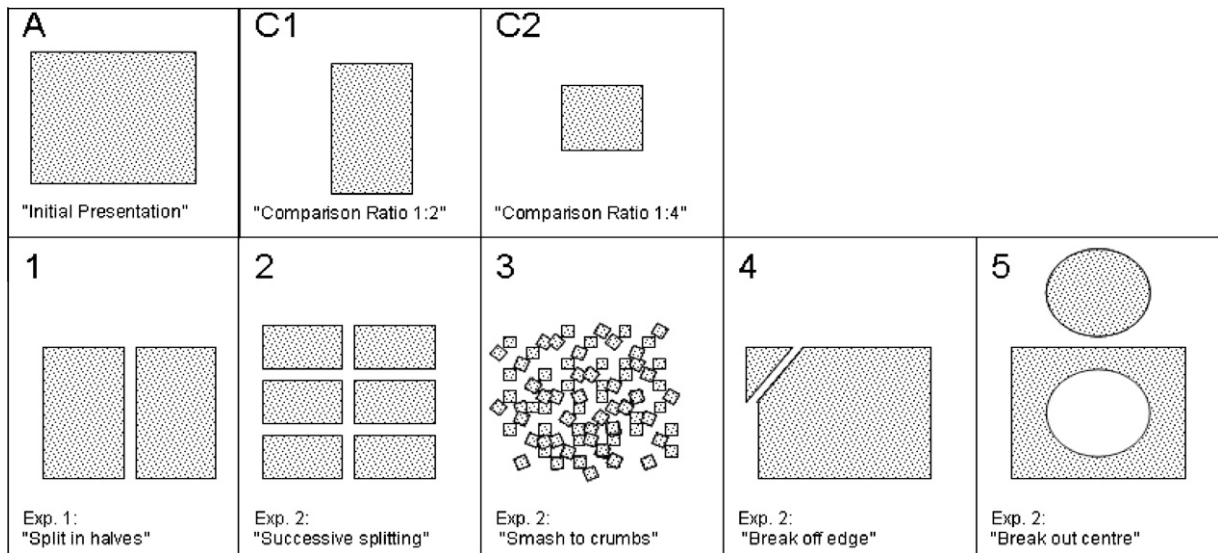 A
"Initial Presentation"
C1
"Comparison Ratio 1:2"
C2
"Comparison Ratio 1:4"
1
Exp. 1:
"Split in halves"
2
Exp. 2:
"Successive splitting"
3
Exp. 2:
"Smash to crumbs"
4
Exp. 2:
"Break off edge"
5
Exp. 2:
"Break out centre"